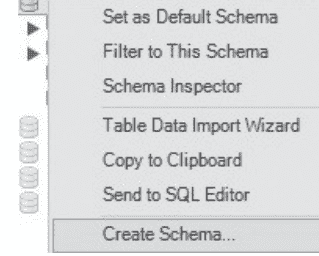 Set as Default Schema
Filter to This Schema
Schema Inspector
Table Data Import Wizard
Copy to Clipboard
Send to SQL Editor
Create Schema...